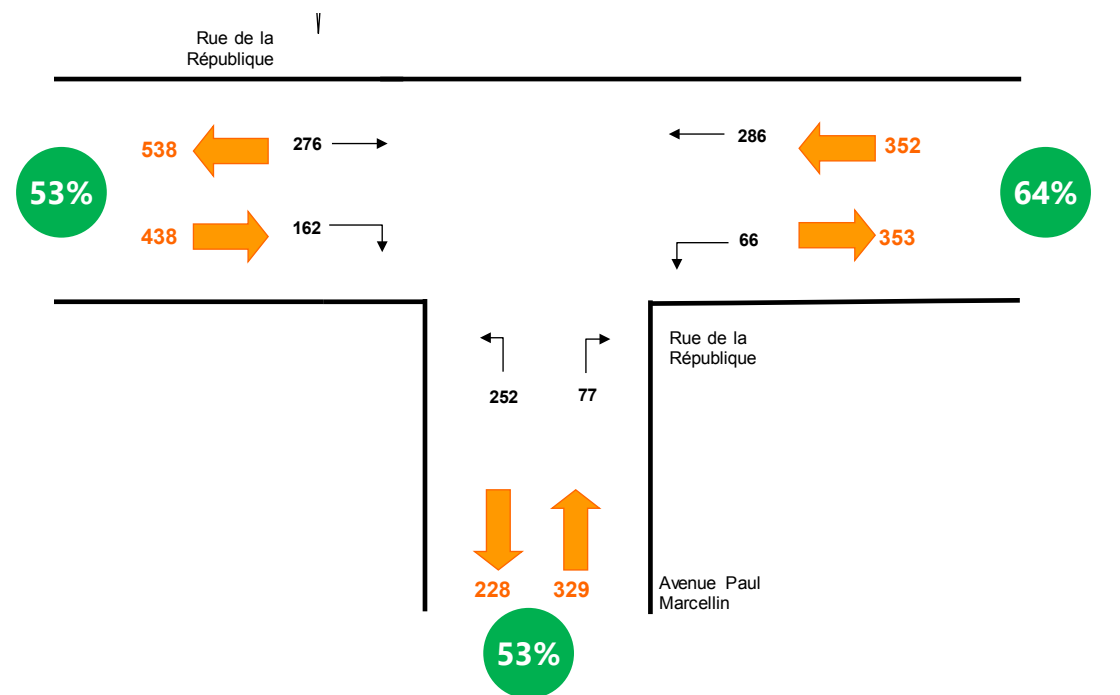 Rue de la
République
538
276
286
352
53%
64%
438
162
66
353
Rue de la
République
252
77
228
329
Avenue Paul
Marcellin
53%